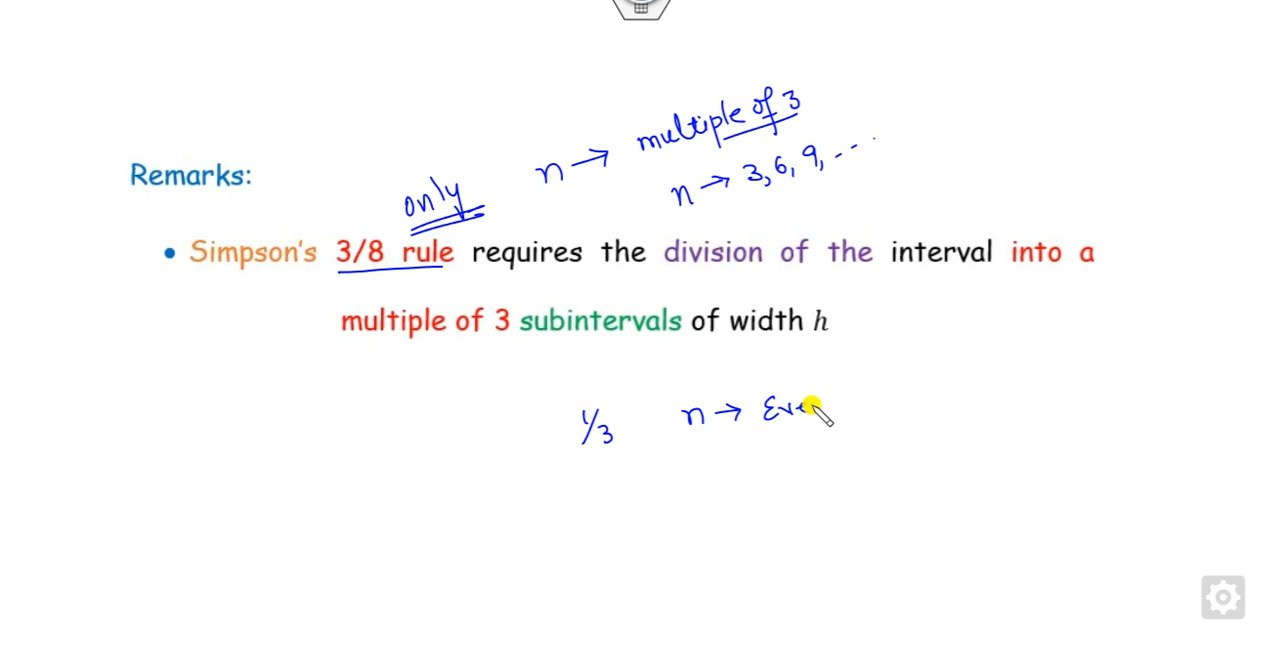 n → multiple of 3
n → 3, 6, 9, ---
Remarks:
only
• Simpson's 3/8 rule requires the division of the interval into a
multiple of 3 subintervals of width h
1/3 n → Eve